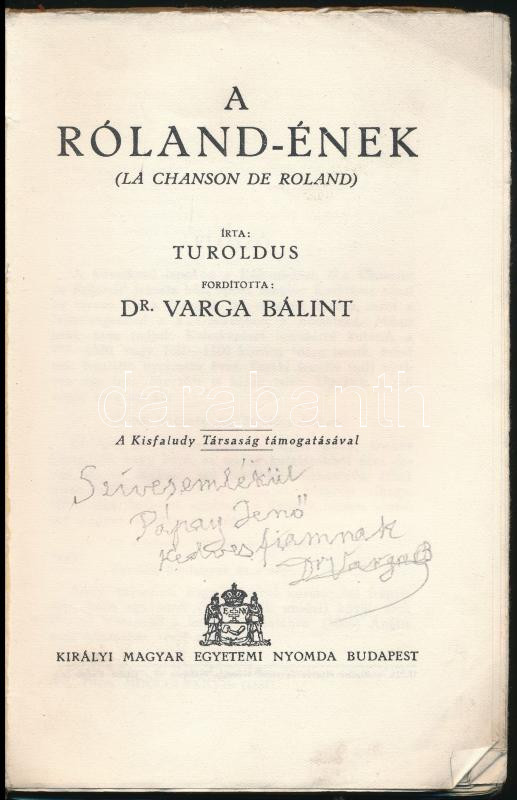 A
RÓLAND-ÉNEK
(LA CHANSON DE ROLAND)
ÍRTA:
TUROLDUS
FORDÍTOTTA:
DR. VARGA BÁLINT
darabanth
A Kisfaludy Társaság támogatásával
Szívesemlékül
Pápay Jenő
kedves fiamnak
Dr Varga B
KIRÁLYI MAGYAR EGYETEMI NYOMDA BUDAPEST